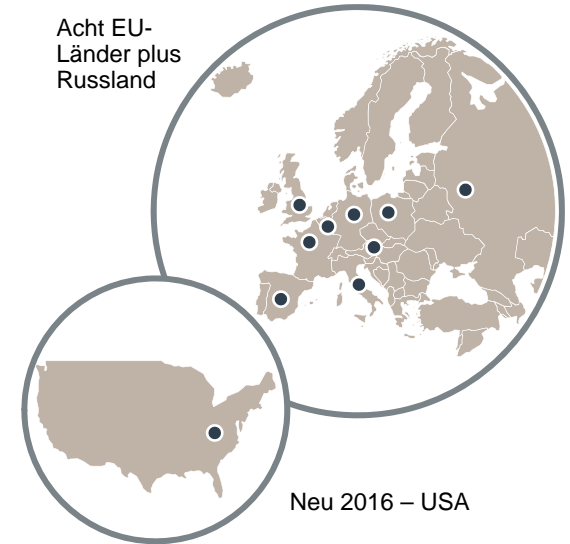 Acht EU-
Länder plus
Russland
Neu 2016 – USA